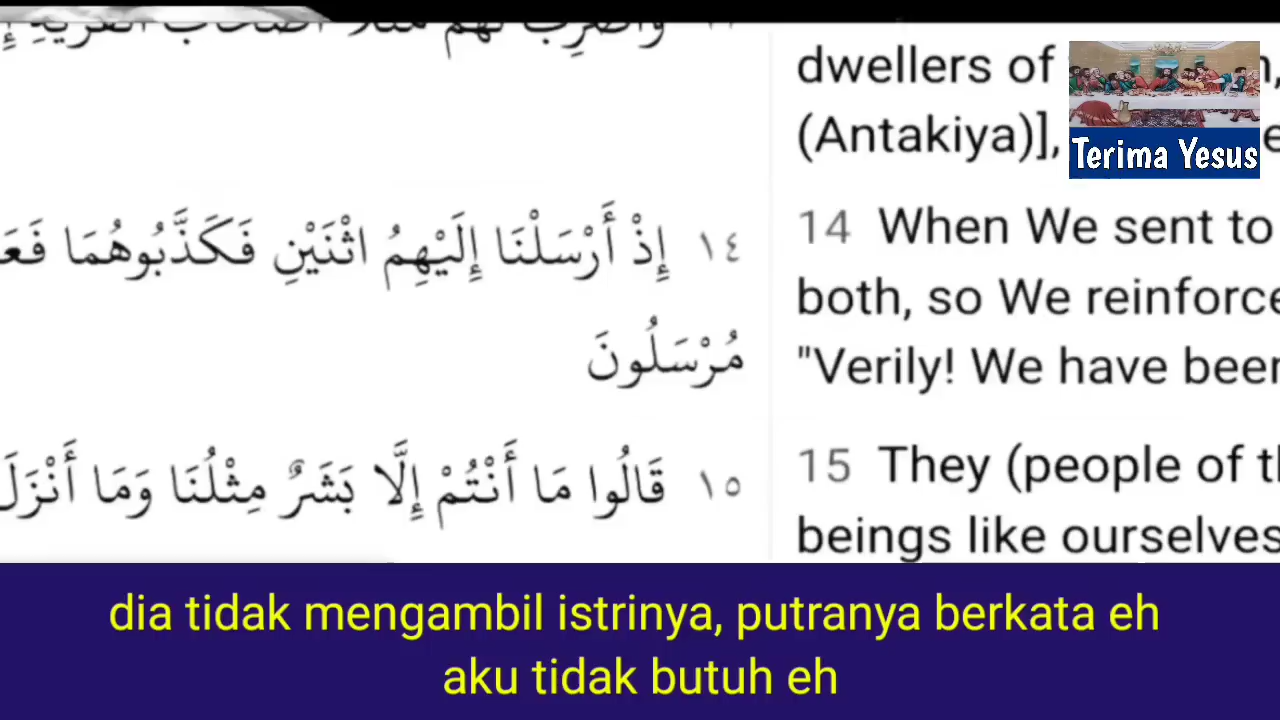 dwellers of
(Antakiya)],
Terima Yesus
١٤ إِذْ أَرْسَلْنَا إِلَيْهِمُ اثْنَيْنِ فَكَذَّبُوهُمَا
مُرْسَلُونَ
14 When We sent to
both, so We reinforce
"Verily! We have been
١٥ قَالُوا مَا أَنْتُمْ إِلَّا بَشَرٌ مِثْلُنَا وَمَا أَنْزَلَ
15 They (people of
beings like ourselves
dia tidak mengambil istrinya, putranya berkata eh
aku tidak butuh eh